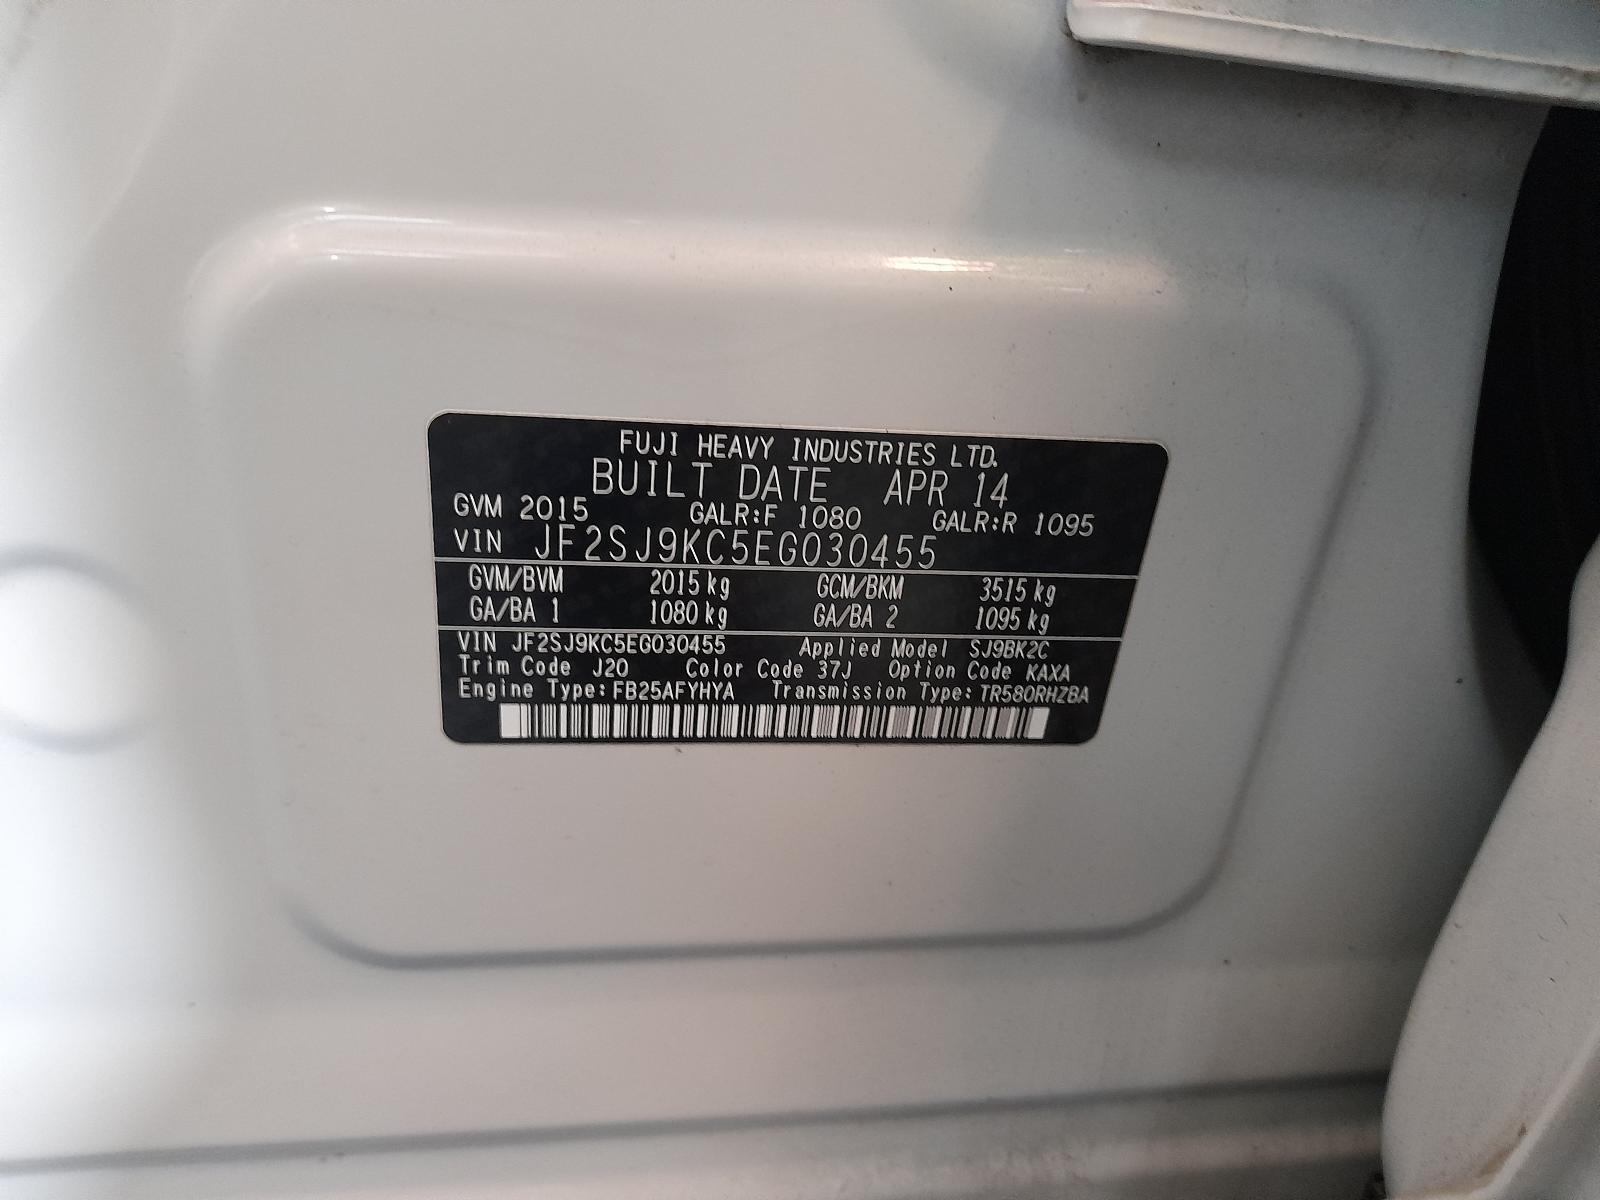 FUJI HEAVY INDUSTRIES LTD.
BUILT DATE APR 14
GVM 2015 GALR:F 1080 GALR:R 1095
VIN JF2SJ9KC5EG030455
GVM/BVM 2015 kg GCM/BKM 3515 kg
GA/BA 1 1080 kg GA/BA 2 1095 kg
VIN JF2SJ9KC5EG030455 Applied Model SJ9BK2C
Trim Code J20 Color Code 37J Option Code KAXA
Engine Type: FB25AFYHYA Transmission Type: TR580RHZBA